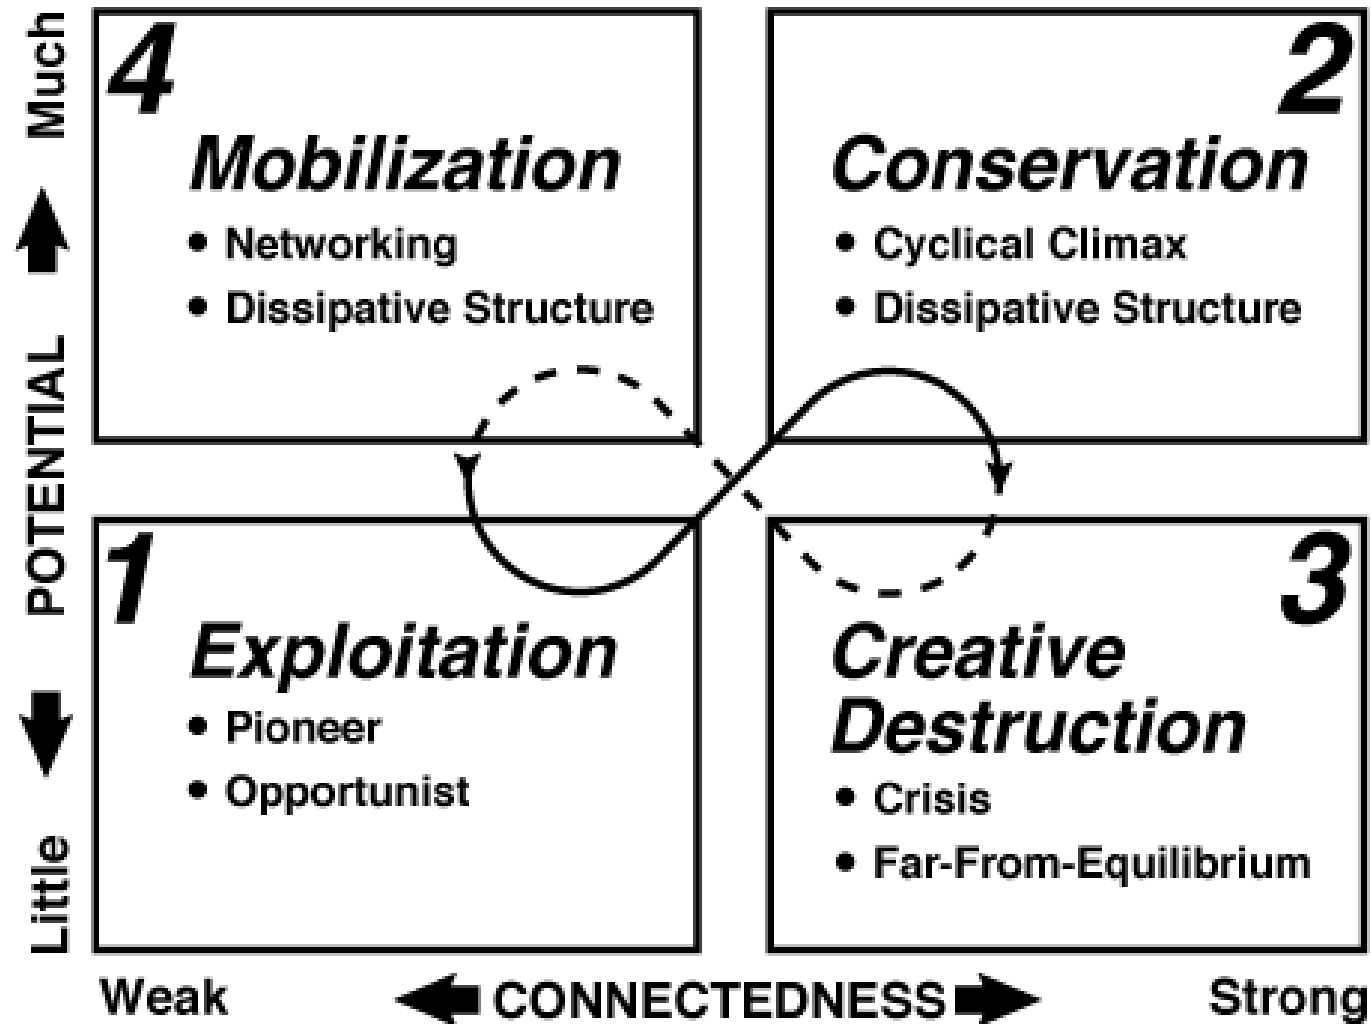 Much
POTENTIAL
Little
4
Mobilization
• Networking
• Dissipative Structure
2
Conservation
• Cyclical Climax
• Dissipative Structure
1
Exploitation
• Pioneer
• Opportunist
3
Creative
Destruction
• Crisis
• Far-From-Equilibrium
Weak
CONNECTEDNESS
Strong